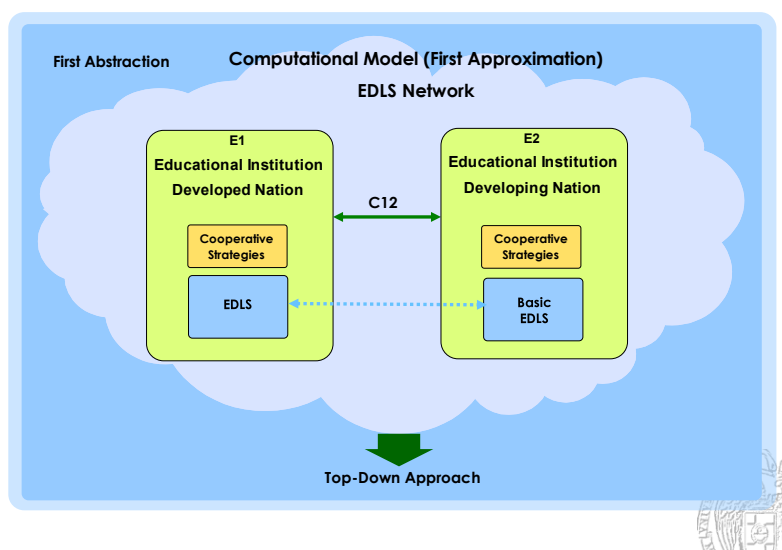 First Abstraction
Computational Model (First Approximation)
EDLS Network
E1
Educational Institution
Developed Nation
Cooperative
Strategies
EDLS
C12
E2
Educational Institution
Developing Nation
Cooperative
Strategies
Basic
EDLS
Top-Down Approach